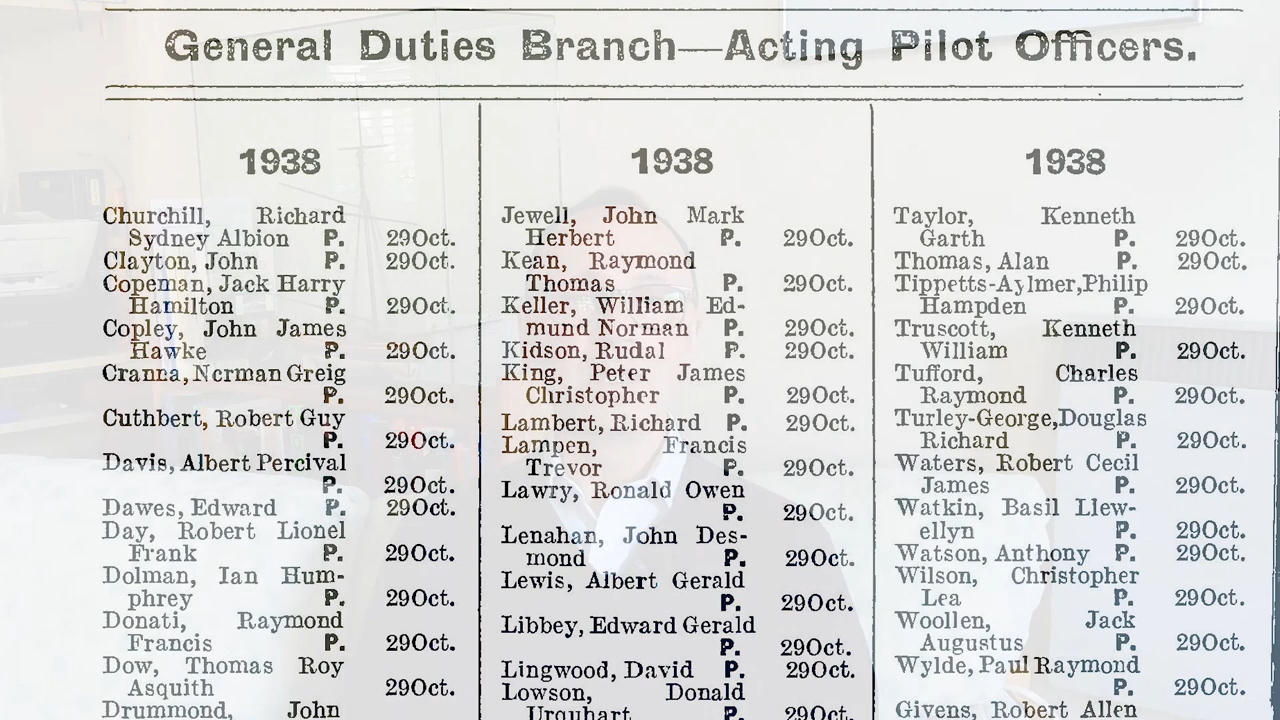 General Duties Branch—Acting Pilot Officers.
1938
Churchill, Richard
Sydney Albion P. 29Oct.
Clayton, John P. 29Oct.
Copeman, Jack Harry
Hamilton P. 29Oct.
Copley, John James
Hawke P. 29Oct.
Cranna, Norman Greig
P. 29Oct.
Cuthbert, Robert Guy
P. 29Oct.
Davis, Albert Percival
P. 29Oct.
Dawes, Edward P. 29Oct.
Day, Robert Lionel
Frank P. 29Oct.
Dolman, Ian Hum-
phrey P. 29Oct.
Donati, Raymond
Francis P. 29Oct.
Dow, Thomas Roy
Asquith 29Oct.
Drummond, John
1938
Jewell, John Mark
Herbert P. 29Oct.
Kean, Raymond
Thomas P. 29Oct.
Keller, William Ed-
mund Norman P. 29Oct.
Kidson, Rudal P. 29Oct.
King, Peter James
Christopher P. 29Oct.
Lambert, Richard P. 29Oct.
Lampen, Francis
Trevor P. 29Oct.
Lawry, Ronald Owen
P. 29Oct.
Lenahan, John Des-
mond P. 29Oct.
Lewis, Albert Gerald
P. 29Oct.
Libbey, Edward Gerald
P. 29Oct.
Lingwood, David P. 29Oct.
Lowson, Donald
Urquhart P. 29Oct.
1938
Taylor, Kenneth
Garth P. 29Oct.
Thomas, Alan P. 29Oct.
Tippetts-Aylmer,Philip
Hampden P. 29Oct.
Truscott, Kenneth
William P. 29Oct.
Tufford, Charles
Raymond P. 29Oct.
Turley-George,Douglas
Richard P. 29Oct.
Waters, Robert Cecil
James P. 29Oct.
Watkin, Basil Llew-
ellyn P. 29Oct.
Watson, Anthony P. 29Oct.
Wilson, Christopher
Lea P. 29Oct.
Woollen, Jack
Augustus P. 29Oct.
Wylde, Paul Raymond
P. 29Oct.
Givens, Robert Allen